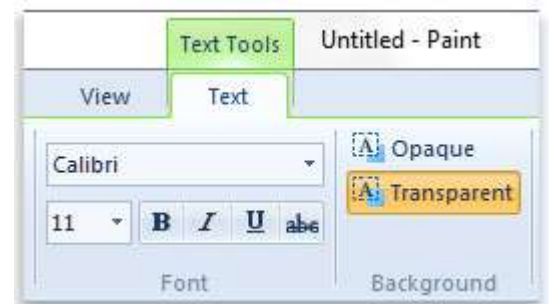 Text Tools Untitled - Paint
View Text
Calibri Opaque
Transparent
11 B I U abc
Font Background